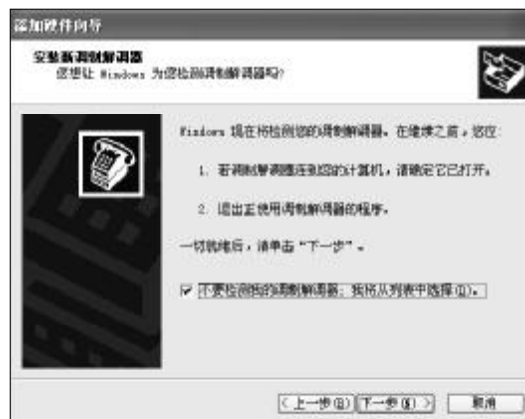 添加硬件向导
安装新调制解调器
您想让 Windows 为您检测调制解调器吗?
Windows 现在将检测您的调制解调器。在继续之前，您应:
1. 若调制解调器连到您的计算机，请确定它已打开。
2. 退出正使用调制解调器的程序。
一切就绪后，请单击“下一步”。
不要检测我的调制解调器；我将从列表中选择(D)。
< 上一步(B) 下一步(N) > 取消